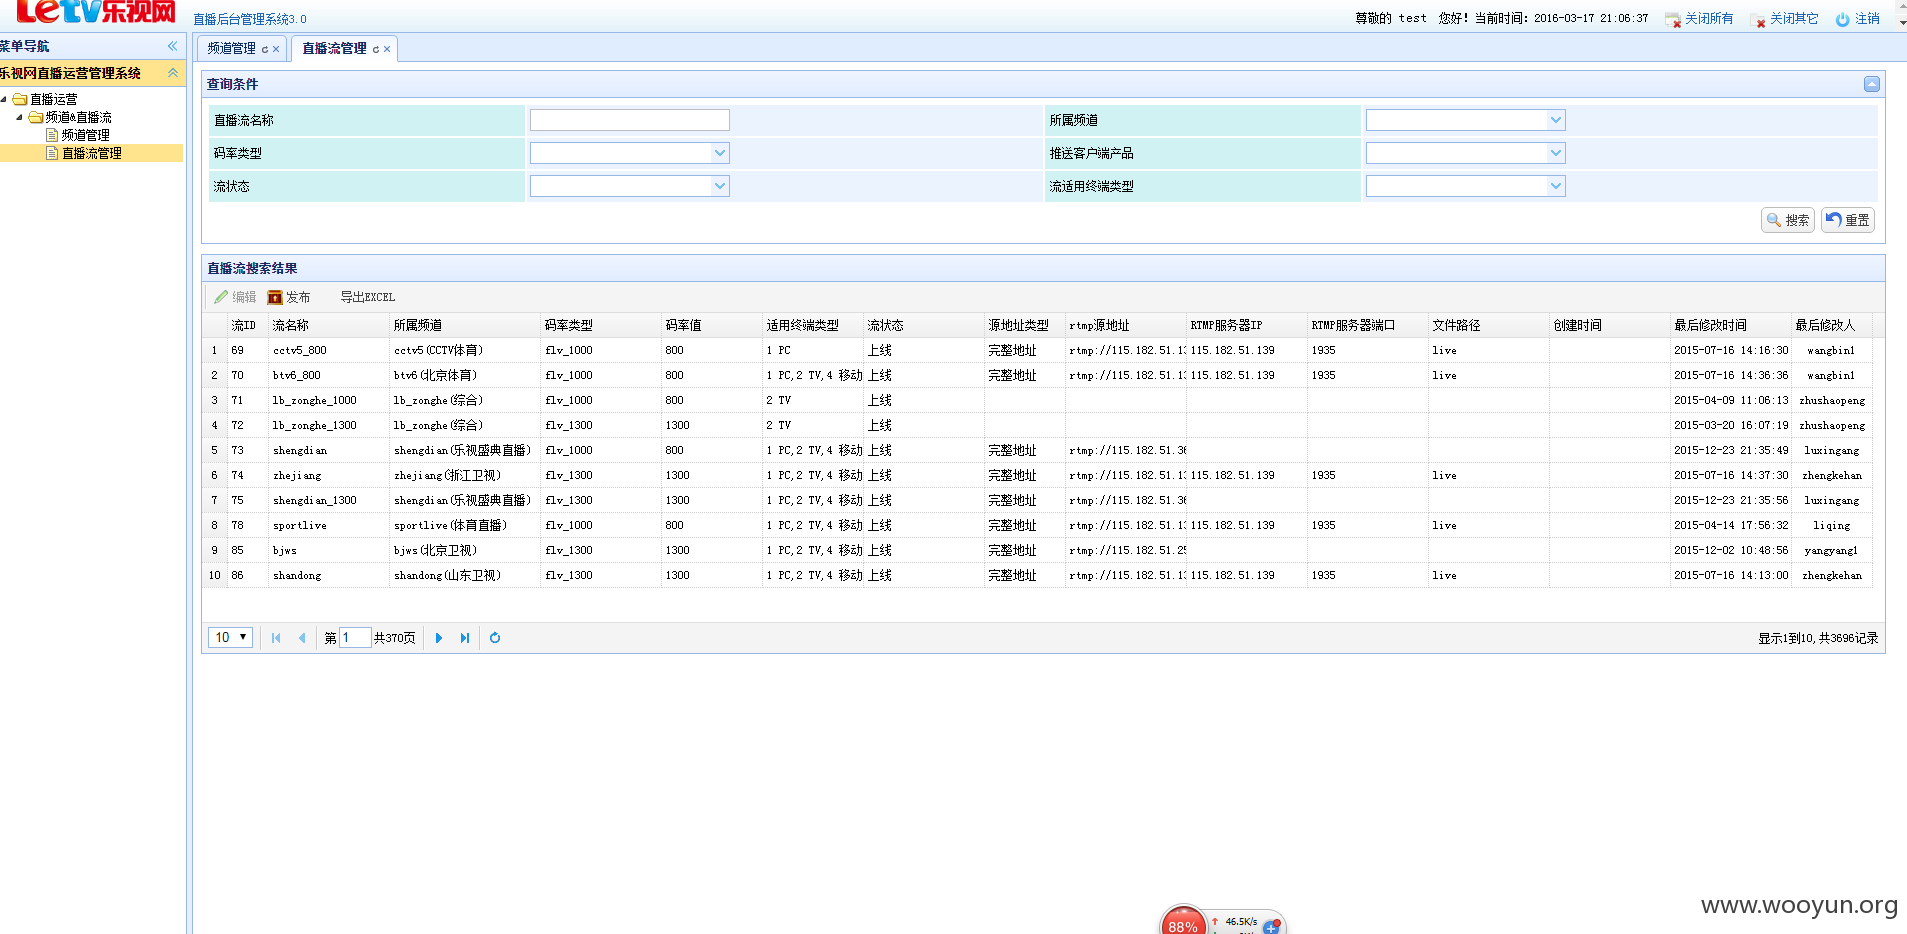 Letv乐视网 直播后台管理系统3.0 尊敬的 test 您好！当前时间：2016-03-17 21:06:37 关闭所有 关闭其它 注销
菜单导航
乐视网直播运营管理系统
直播运营
频道&直播流
频道管理
直播流管理
频道管理 直播流管理
查询条件
直播流名称 所属频道
码率类型 推送客户端产品
流状态 流适用终端类型
搜索 重置
直播流搜索结果
编辑 发布 导出EXCEL
流ID 流名称 所属频道 码率类型 码率值 适用终端类型 流状态 源地址类型 rtmp源地址 RTMP服务器IP RTMP服务器端口 文件路径 创建时间 最后修改时间 最后修改人
1 69 cctv5_800 cctv5(CCTV体育) flv_1000 800 1 PC 上线 完整地址 rtmp://115.182.51.13 115.182.51.139 1935 live 2015-07-16 14:16:30 wangbin1
2 70 btv6_800 btv6(北京体育) flv_1000 800 1 PC,2 TV,4 移动 上线 完整地址 rtmp://115.182.51.13 115.182.51.139 1935 live 2015-07-16 14:36:36 wangbin1
3 71 lb_zonghe_1000 lb_zonghe(综合) flv_1000 800 2 TV 上线 2015-04-09 11:06:13 zhushaopeng
4 72 lb_zonghe_1300 lb_zonghe(综合) flv_1300 1300 2 TV 上线 2015-03-20 16:07:19 zhushaopeng
5 73 shengdian shengdian(乐视盛典直播) flv_1000 800 1 PC,2 TV,4 移动 上线 完整地址 rtmp://115.182.51.36 2015-12-23 21:35:49 luxingang
6 74 zhejiang zhejiang(浙江卫视) flv_1300 1300 1 PC,2 TV,4 移动 上线 完整地址 rtmp://115.182.51.13 115.182.51.139 1935 live 2015-07-16 14:37:30 zhengkehan
7 75 shengdian_1300 shengdian(乐视盛典直播) flv_1300 1300 1 PC,2 TV,4 移动 上线 完整地址 rtmp://115.182.51.36 2015-12-23 21:35:56 luxingang
8 78 sportlive sportlive(体育直播) flv_1000 800 1 PC,2 TV,4 移动 上线 完整地址 rtmp://115.182.51.13 115.182.51.139 1935 live 2015-04-14 17:56:32 liqing
9 85 bjws bjws(北京卫视) flv_1300 1300 1 PC,2 TV,4 移动 上线 完整地址 rtmp://115.182.51.25 2015-12-02 10:48:56 yangyang1
10 86 shandong shandong(山东卫视) flv_1300 1300 1 PC,2 TV,4 移动 上线 完整地址 rtmp://115.182.51.13 115.182.51.139 1935 live 2015-07-16 14:13:00 zhengkehan
10 第 1 共370页 显示1到10,共3696记录
www.wooyun.org
88% 46.5K/s